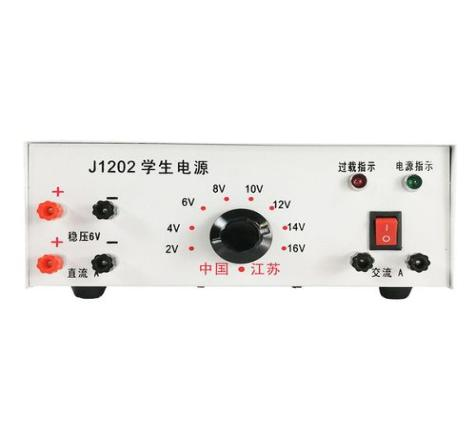 J1202 学生电源
过载指示
电源指示
8V
10V
6V
12V
4V
14V
2V
16V
+
−
稳压6V
+
−
直流 A
中国 • 江苏
交流 A